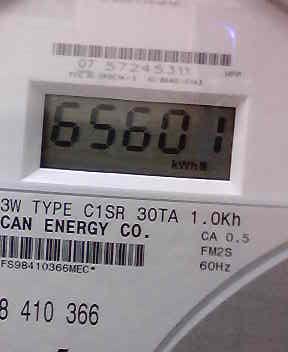 07 57245311
65601
kWh
3W TYPE C1SR 30TA 1.0Kh
CAN ENERGY CO.
CA 0.5
FM2S
60Hz
FS98410366MEC*
8 410 366